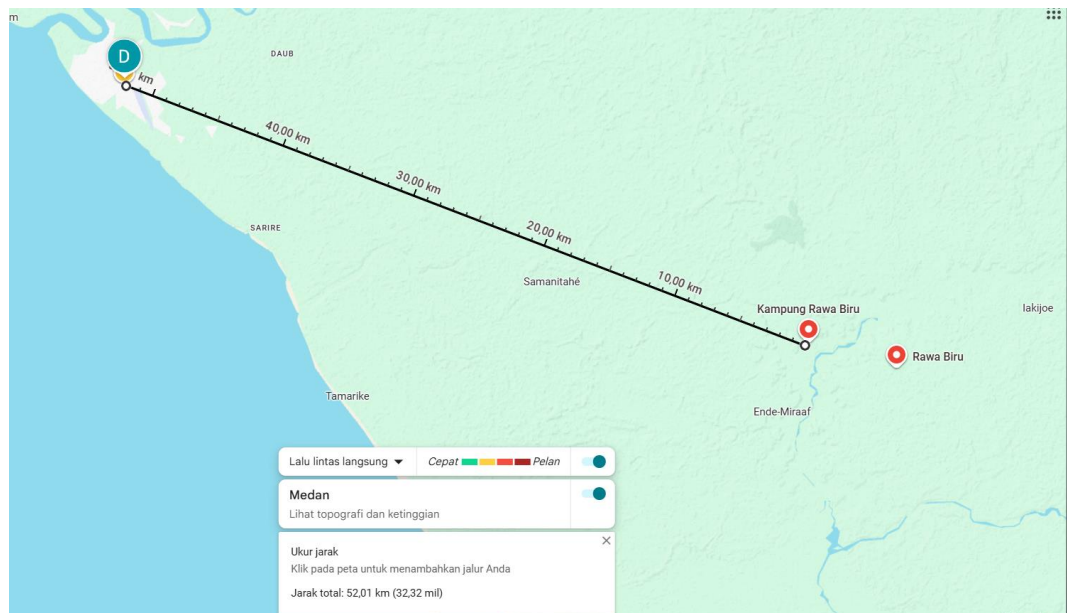 m
DAUB
D
km
40,00 km
30,00 km
SARIRE
20,00 km
10,00 km
Samanitahé
Kampung Rawa Biru
Iakijoe
Rawa Biru
Tamarike
Ende-Miraaf
Lalu lintas langsung
Cepat
Pelan
Medan
Lihat topografi dan ketinggian
Ukur jarak
Klik pada peta untuk menambahkan jalur Anda
Jarak total: 52,01 km (32,32 mil)